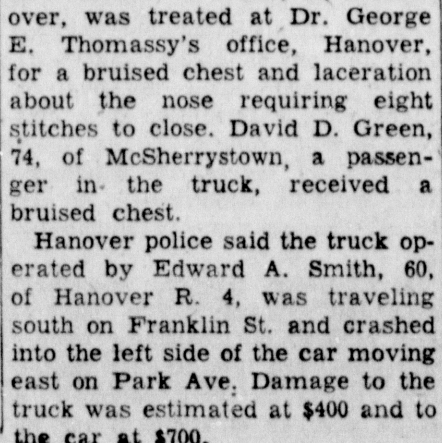 over, was treated at Dr. George
E. Thomassy's office, Hanover,
for a bruised chest and laceration
about the nose requiring eight
stitches to close. David D. Green,
74, of McSherrystown, a passen-
ger in the truck, received a
bruised chest.
Hanover police said the truck op-
erated by Edward A. Smith, 60,
of Hanover R. 4, was traveling
south on Franklin St. and crashed
into the left side of the car moving
east on Park Ave. Damage to the
truck was estimated at $400 and to
the car at $700.